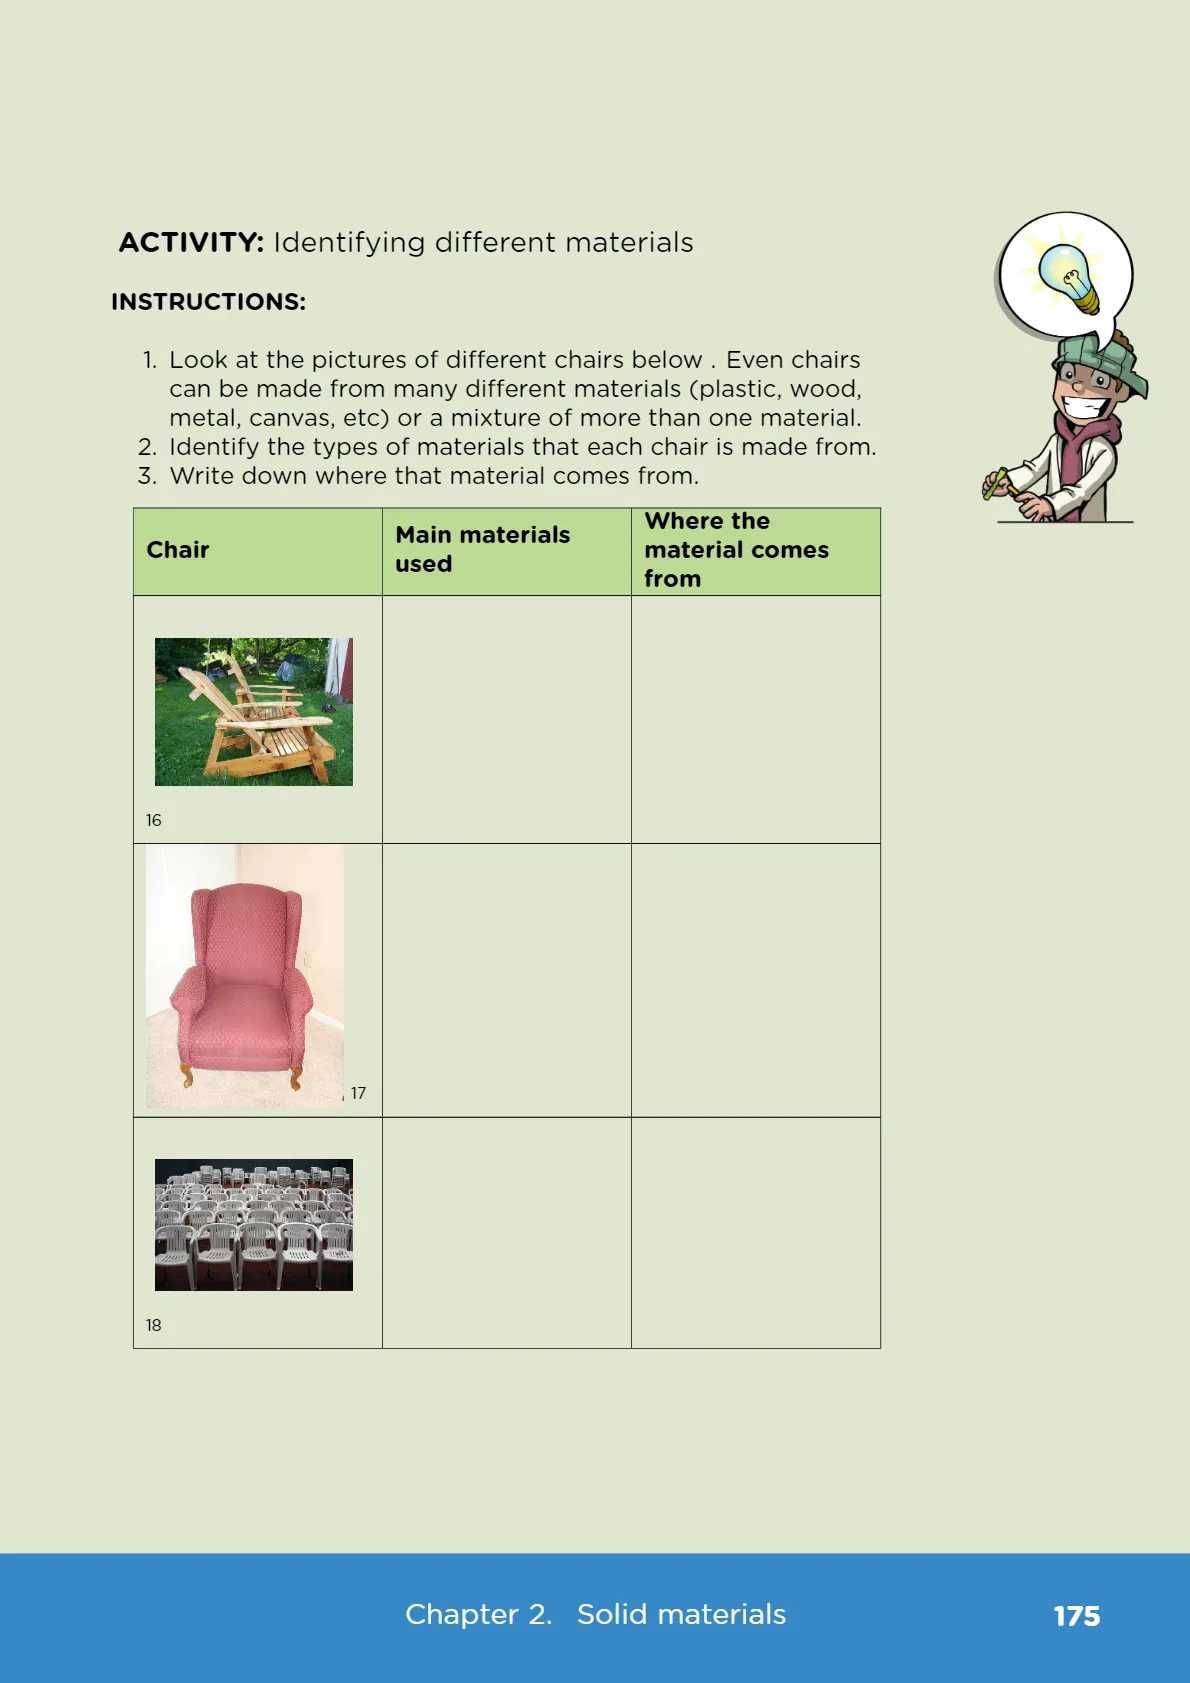 ACTIVITY: Identifying different materials
INSTRUCTIONS:
1. Look at the pictures of different chairs below . Even chairs
can be made from many different materials (plastic, wood,
metal, canvas, etc) or a mixture of more than one material.
2. Identify the types of materials that each chair is made from.
3. Write down where that material comes from.
Chair
Main materials
used
Where the
material comes
from
16
17
18
Chapter 2. Solid materials
175